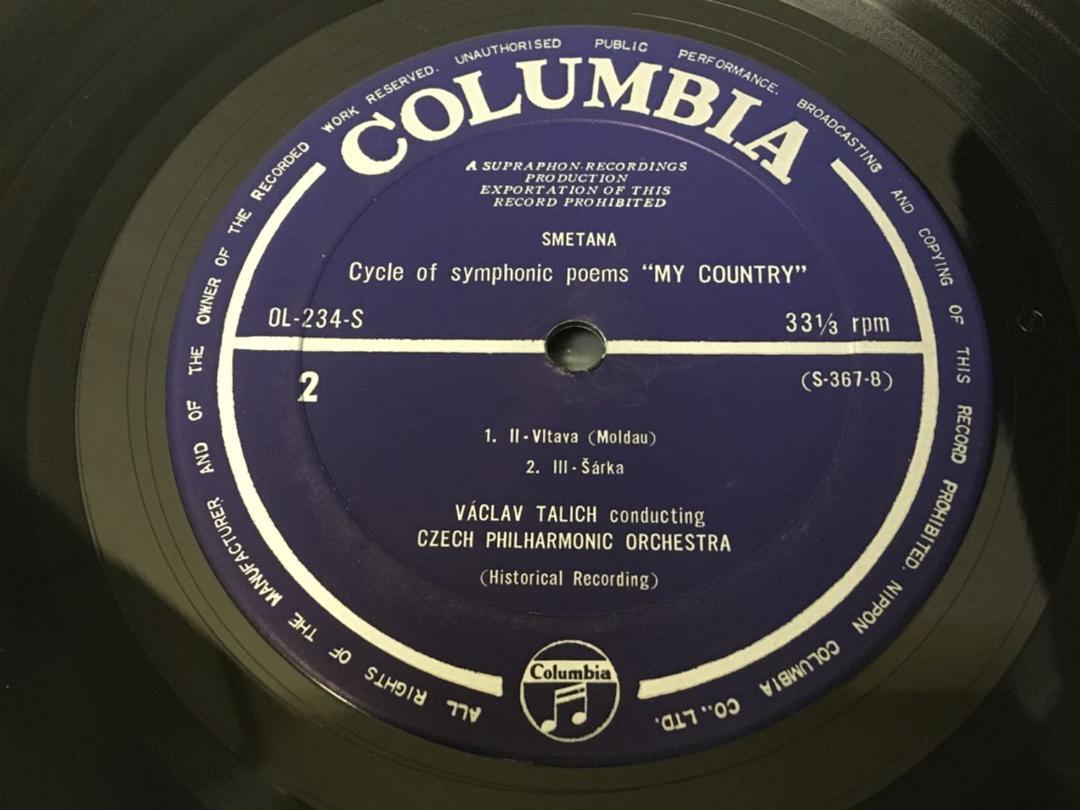 COLUMBIA
A SUPRAPHON-RECORDINGS
PRODUCTION
EXPORTATION OF THIS
RECORD PROHIBITED
SMETANA
Cycle of symphonic poems “MY COUNTRY”
OL-234-S
33⅓ rpm
2
(S-367-8)
1. II-Vltava (Moldau)
2. III-Šárka
VÁCLAV TALICH conducting
CZECH PHILHARMONIC ORCHESTRA
(Historical Recording)
Columbia
ALL RIGHTS OF THE MANUFACTURER AND OF THE OWNER OF THE RECORDED WORK RESERVED. UNAUTHORISED PUBLIC PERFORMANCE. BROADCASTING AND COPYING OF THIS RECORD PROHIBITED. NIPPON COLUMBIA CO., LTD.